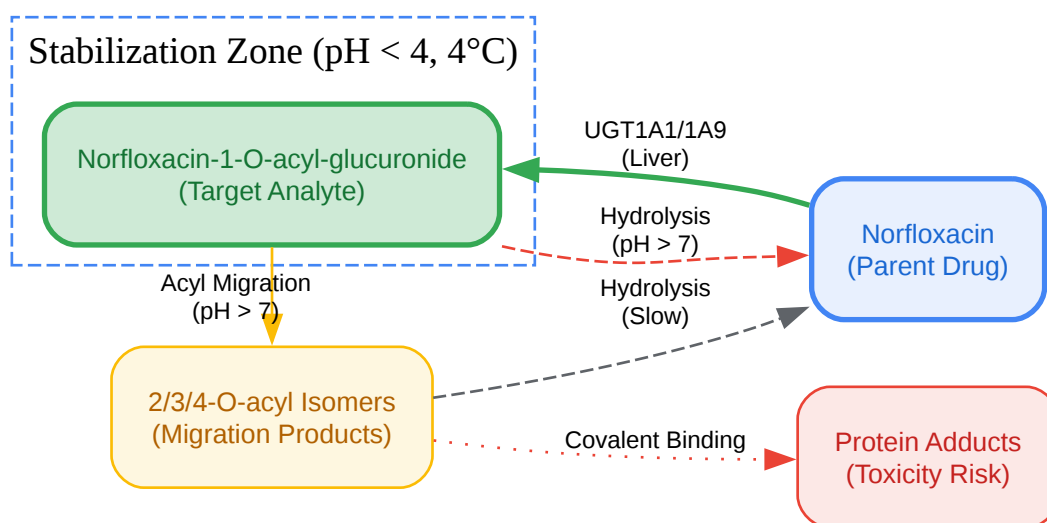 Stabilization Zone (pH < 4, 4°C)
Norfloxacin-1-O-acyl-glucuronide
(Target Analyte)
UGT1A1/1A9
(Liver)
Hydrolysis
(pH > 7)
Norfloxacin
(Parent Drug)
Acyl Migration
(pH > 7)
Hydrolysis
(Slow)
2/3/4-O-acyl Isomers
(Migration Products)
Covalent Binding
Protein Adducts
(Toxicity Risk)